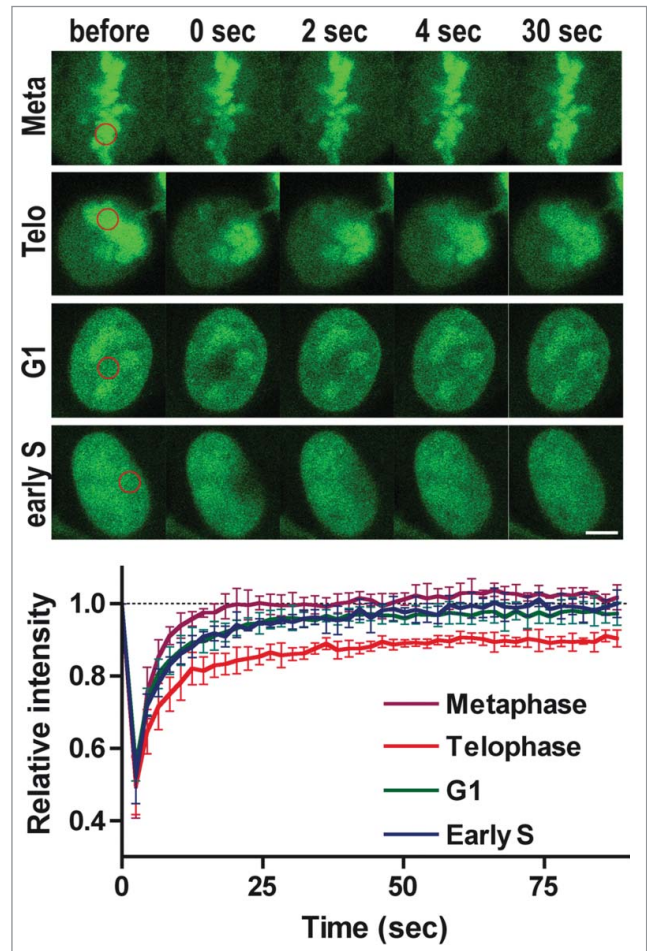 before 0 sec 2 sec 4 sec 30 sec
Meta
Telo
G1
early S
Relative intensity
1.0
0.8
0.6
0.4
Metaphase
Telophase
G1
Early S
0 25 50 75
Time (sec)